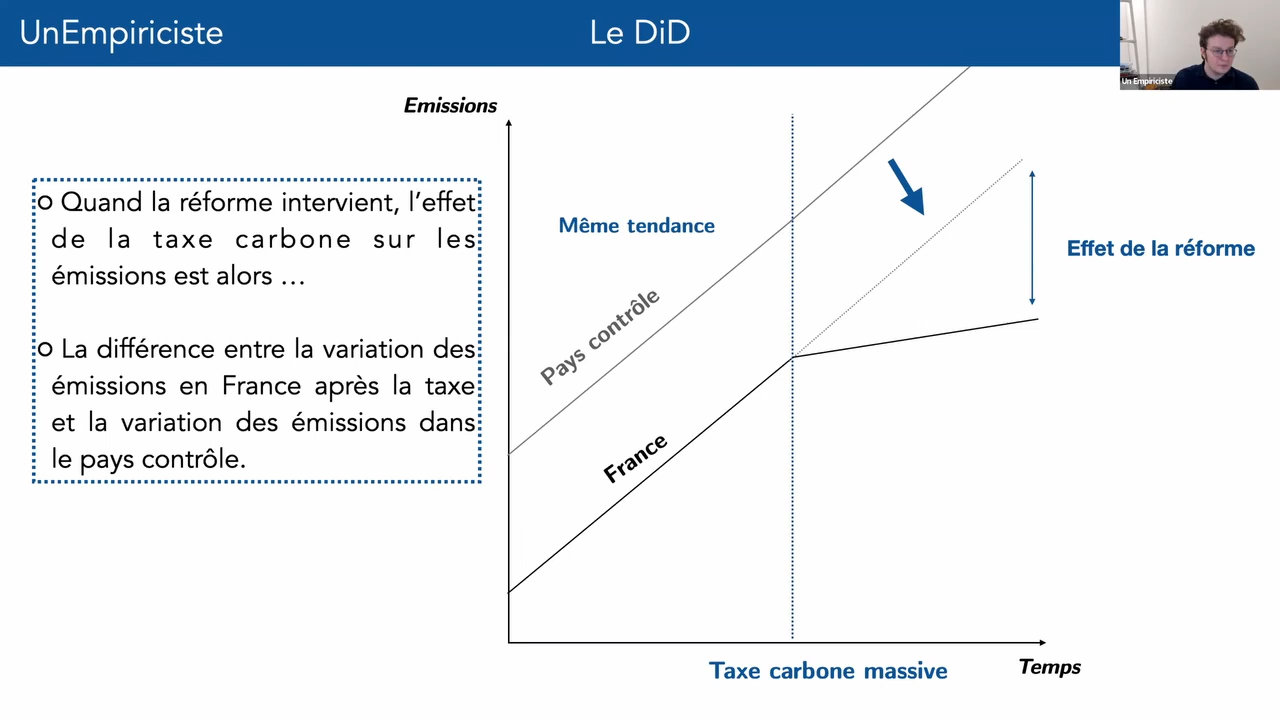 UnEmpiriciste
Le DiD
Un Empiriciste
Emissions
Quand la réforme intervient, l'effet
de la taxe carbone sur les
émissions est alors …
La différence entre la variation des
émissions en France après la taxe
et la variation des émissions dans
le pays contrôle.
Même tendance
Pays contrôle
France
Effet de la réforme
Taxe carbone massive
Temps